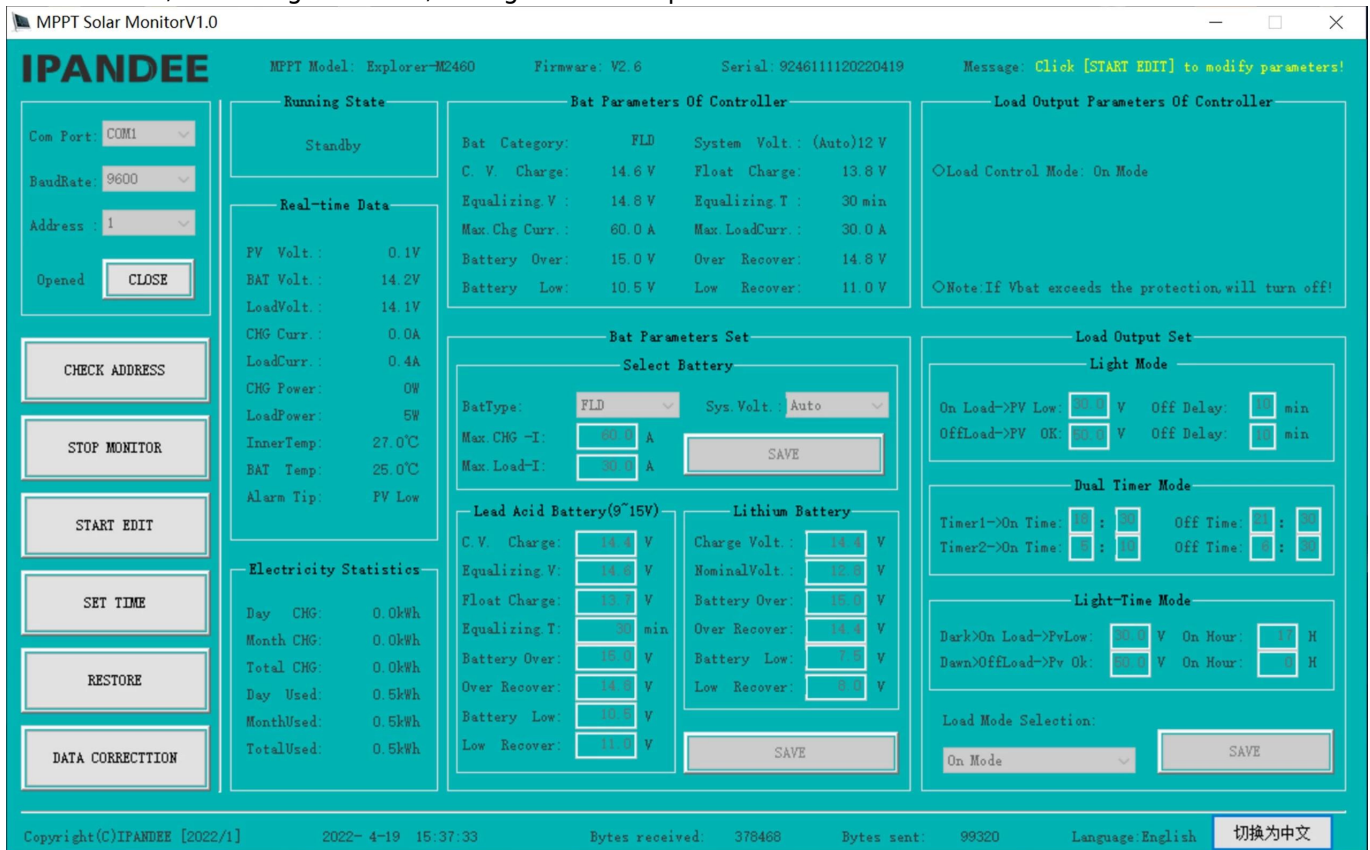 MPPT Solar MonitorV1.0
IPANDEE
MPPT Model: Explorer-M2460 Firmware: V2.6 Serial: 9246111120220419 Message: Click [START EDIT] to modify parameters!
Com Port: COM1
BaudRate: 9600
Address : 1
Opened CLOSE
CHECK ADDRESS
STOP MONITOR
START EDIT
SET TIME
RESTORE
DATA CORRECTTION
Running State
Standby
Real-time Data
PV Volt.: 0.1V
BAT Volt.: 14.2V
LoadVolt.: 14.1V
CHG Curr.: 0.0A
LoadCurr.: 0.4A
CHG Power: 0W
LoadPower: 5W
InnerTemp: 27.0℃
BAT Temp: 25.0℃
Alarm Tip: PV Low
Electricity Statistics
Day CHG: 0.0kWh
Month CHG: 0.0kWh
Total CHG: 0.0kWh
Day Used: 0.5kWh
MonthUsed: 0.5kWh
TotalUsed: 0.5kWh
Bat Parameters Of Controller
Bat Category: FLD System Volt.: (Auto)12 V
C. V. Charge: 14.6 V Float Charge: 13.8 V
Equalizing.V : 14.8 V Equalizing.T : 30 min
Max.Chg Curr.: 60.0 A Max.LoadCurr.: 30.0 A
Battery Over: 15.0 V Over Recover: 14.8 V
Battery Low: 10.5 V Low Recover: 11.0 V
Bat Parameters Set
Select Battery
BatType: FLD Sys.Volt.: Auto
Max.CHG -I: 60.0 A
Max.Load-I: 30.0 A
SAVE
Lead Acid Battery(9~15V)
C.V. Charge: 14.4 V
Equalizing.V: 14.6 V
Float Charge: 13.7 V
Equalizing.T: 30 min
Battery Over: 15.0 V
Over Recover: 14.8 V
Battery Low: 10.5 V
Low Recover: 11.0 V
Lithium Battery
Charge Volt.: 14.4 V
NominalVolt.: 12.8 V
Battery Over: 15.0 V
Over Recover: 14.4 V
Battery Low: 7.5 V
Low Recover: 8.0 V
SAVE
Load Output Parameters Of Controller
○Load Control Mode: On Mode
○Note:If Vbat exceeds the protection,will turn off!
Load Output Set
Light Mode
On Load->PV Low: 30.0 V Off Delay: 10 min
OffLoad->PV OK: 50.0 V Off Delay: 10 min
Dual Timer Mode
Timer1->On Time: 18 : 30 Off Time: 21 : 30
Timer2->On Time: 5 : 10 Off Time: 6 : 30
Light-Time Mode
Dark>On Load->PvLow: 30.0 V On Hour: 17 H
Dawn>OffLoad->Pv Ok: 50.0 V On Hour: 0 H
Load Mode Selection:
On Mode
SAVE
Copyright(C)IPANDEE [2022/1] 2022- 4-19 15:37:33 Bytes received: 378468 Bytes sent: 99320 Language:English 切换为中文